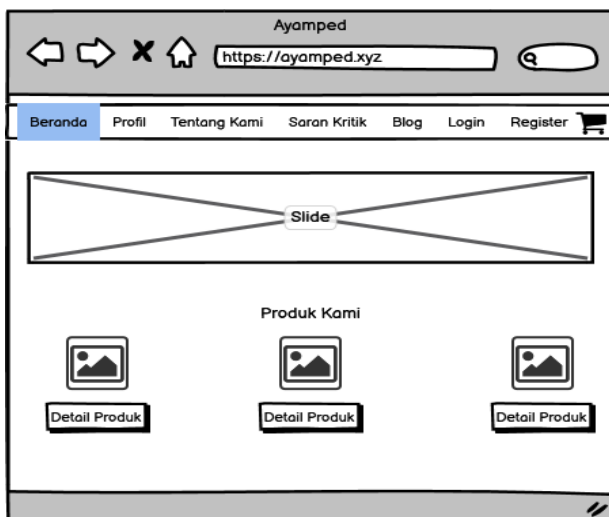 Ayamped
https://ayamped.xyz
Beranda Profil Tentang Kami Saran Kritik Blog Login Register
Slide
Produk Kami
Detail Produk Detail Produk Detail Produk